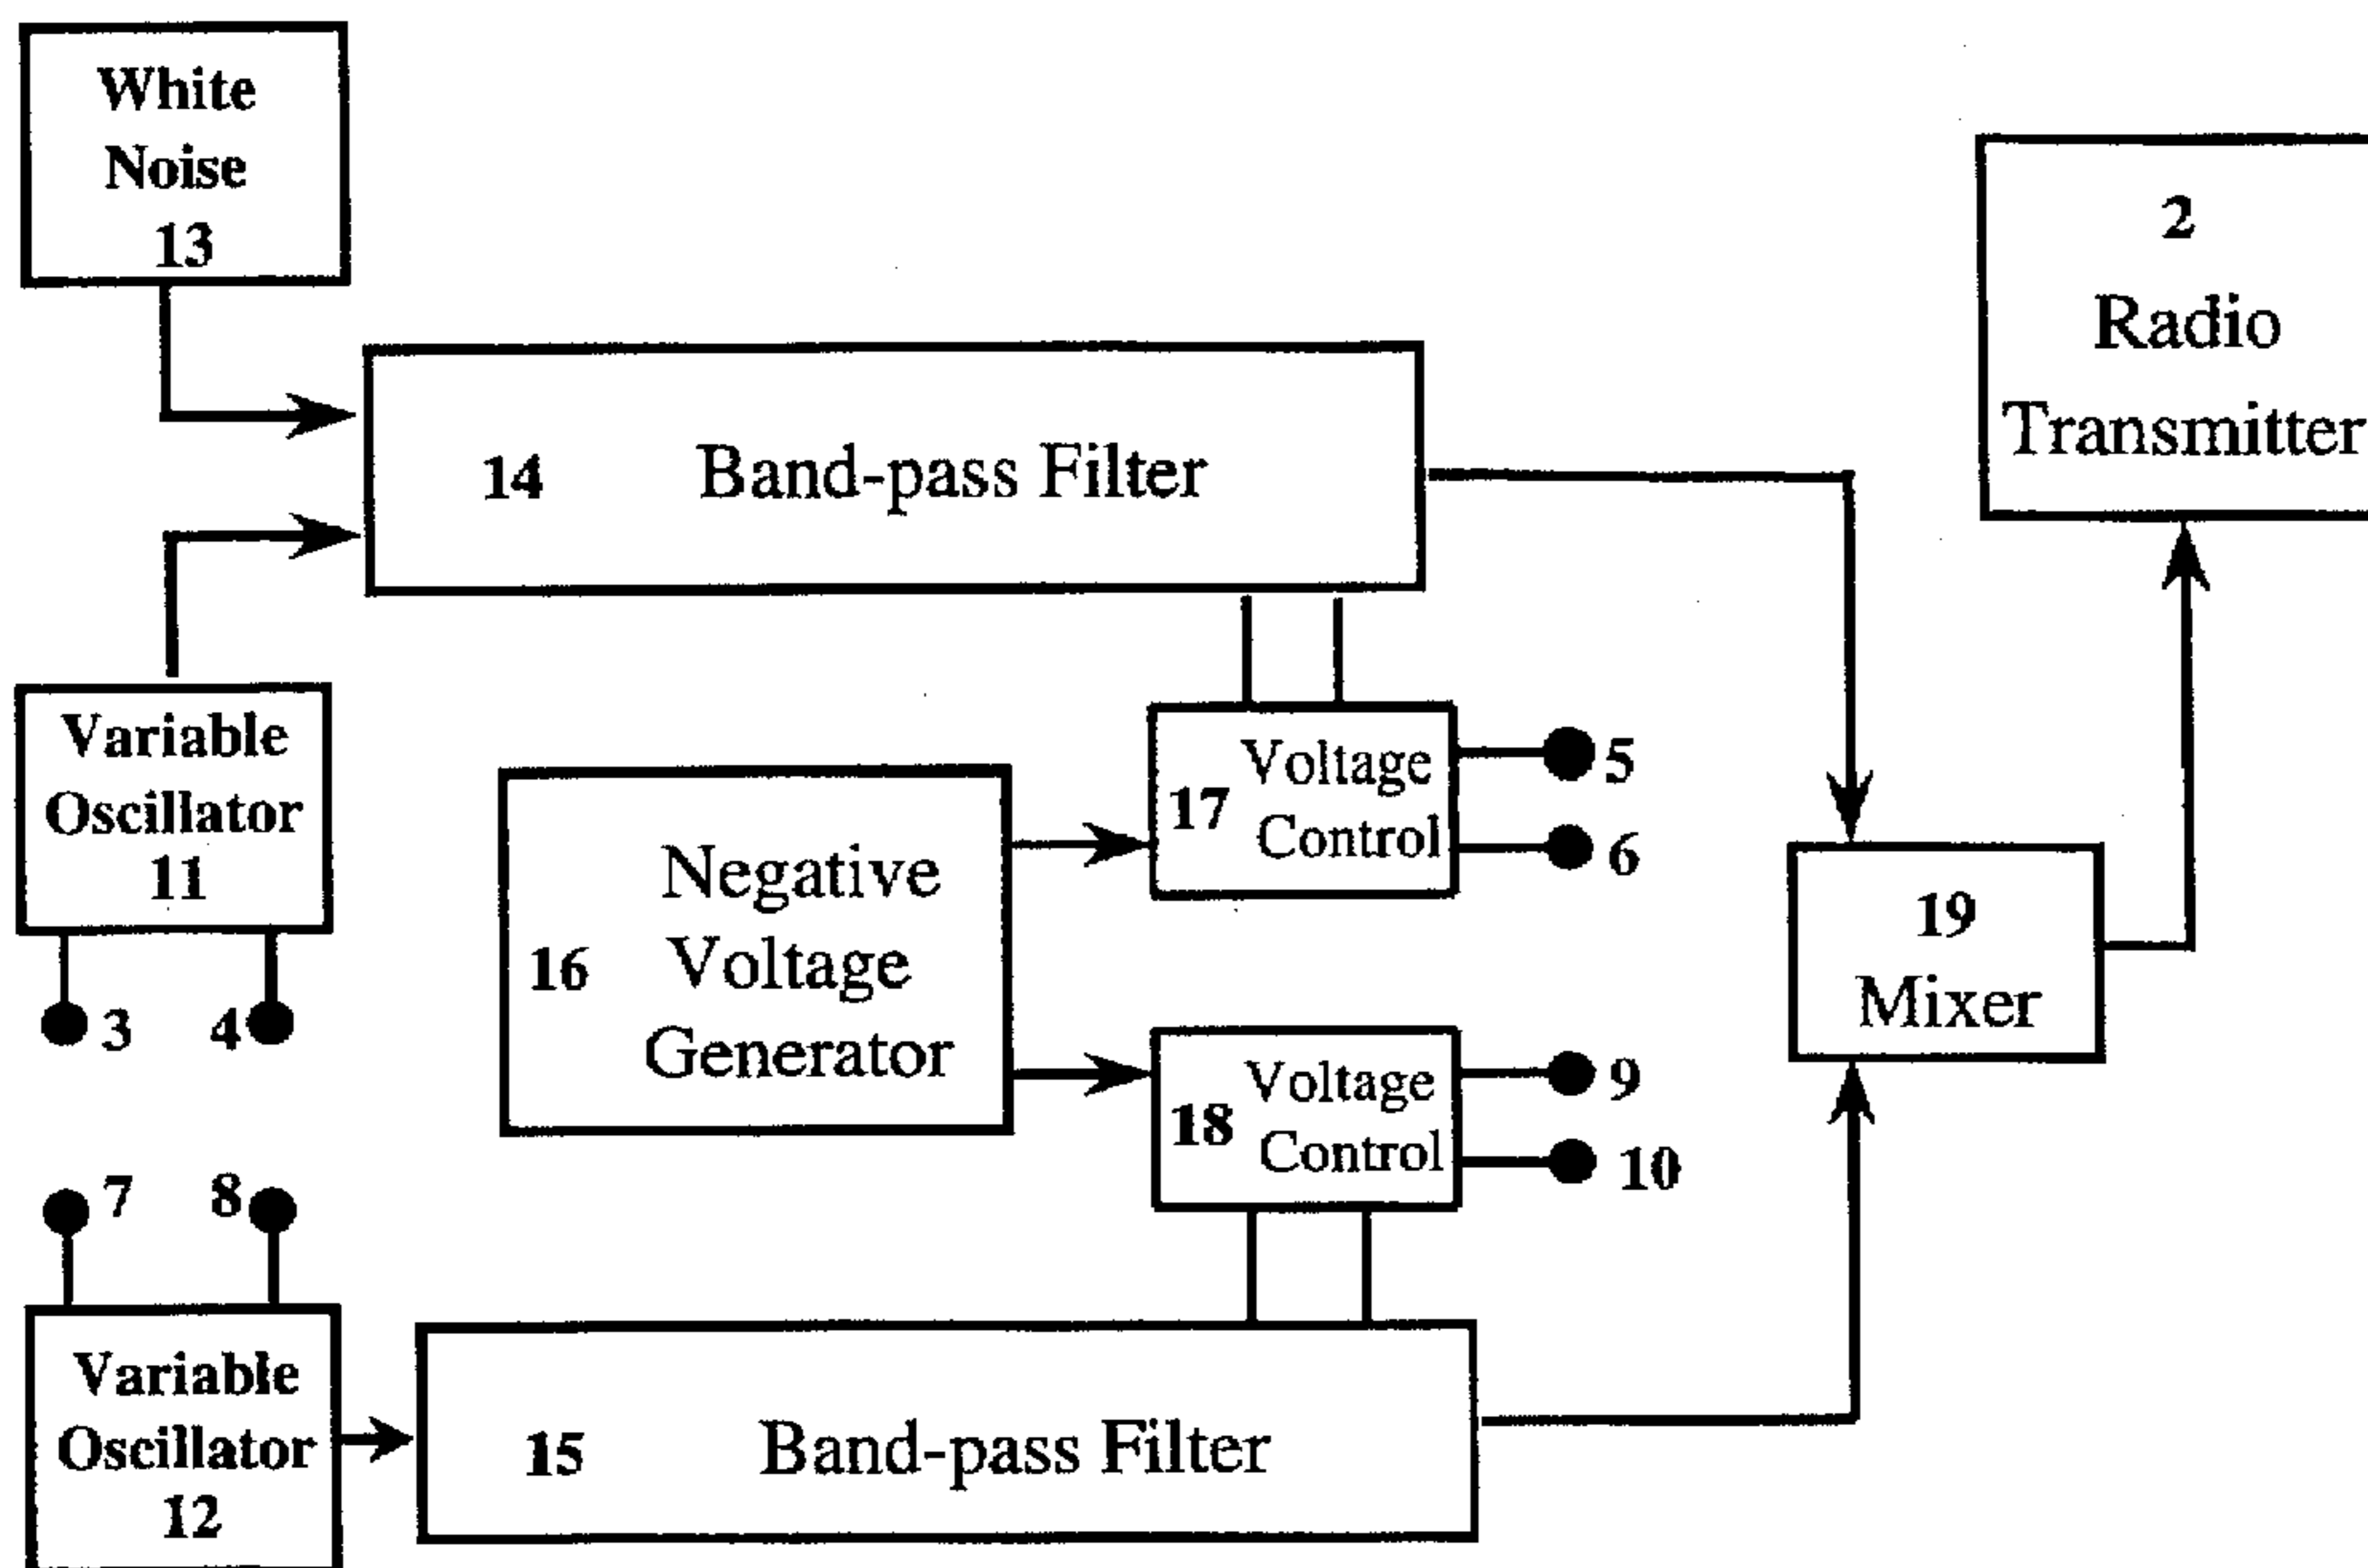 White
Noise
13
2
Radio
Transmitter
14 Band-pass Filter
Variable
Oscillator
11
3 4
17 Voltage
Control
5
6
16 Negative
Voltage
Generator
19
Mixer
18 Voltage
Control
9
10
7 8
Variable
Oscillator
12
15 Band-pass Filter